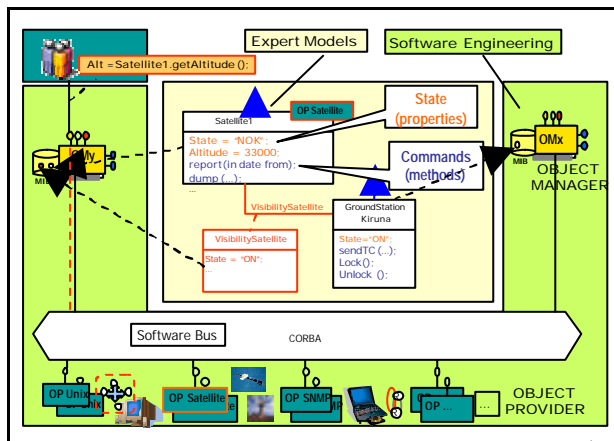 Expert Models
Software Engineering
Alt =Satellite1.getAltitude ();
OP Satellite
State
(properties)
Satellite1
State = "NOK";
Altitude = 33000;
report(in date from);
dump (...);
...
Commands
(methods)
OMy
MIB
OMx
MIB
OBJECT
MANAGER
VisibilitySatellite
VisibilitySatellite
State = "ON";
...
GroundStation
Kiruna
State="ON";
sendTC (...);
Lock();
Unlock ();
Software Bus
CORBA
OP Unix
OP Satellite
OP SNMP
OP ...
...
OBJECT
PROVIDER